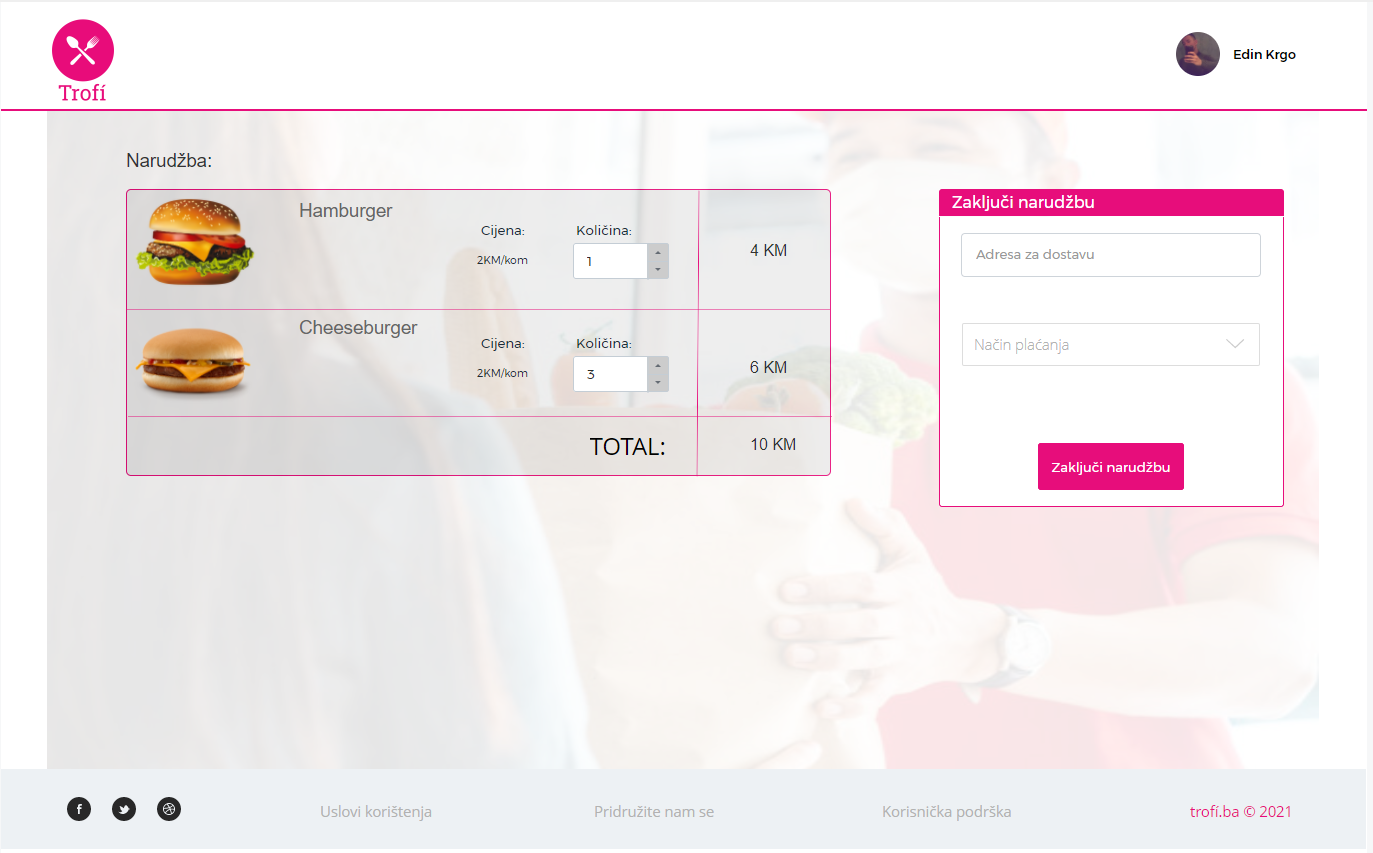 Trofí
Edin Krgo
Narudžba:
Hamburger
Cijena:
Količina:
2KM/kom
1
4 KM
Cheeseburger
Cijena:
Količina:
2KM/kom
3
6 KM
TOTAL:
10 KM
Zaključi narudžbu
Adresa za dostavu
Način plaćanja
Zaključi narudžbu
Uslovi korištenja
Pridružite nam se
Korisnička podrška
trofí.ba © 2021